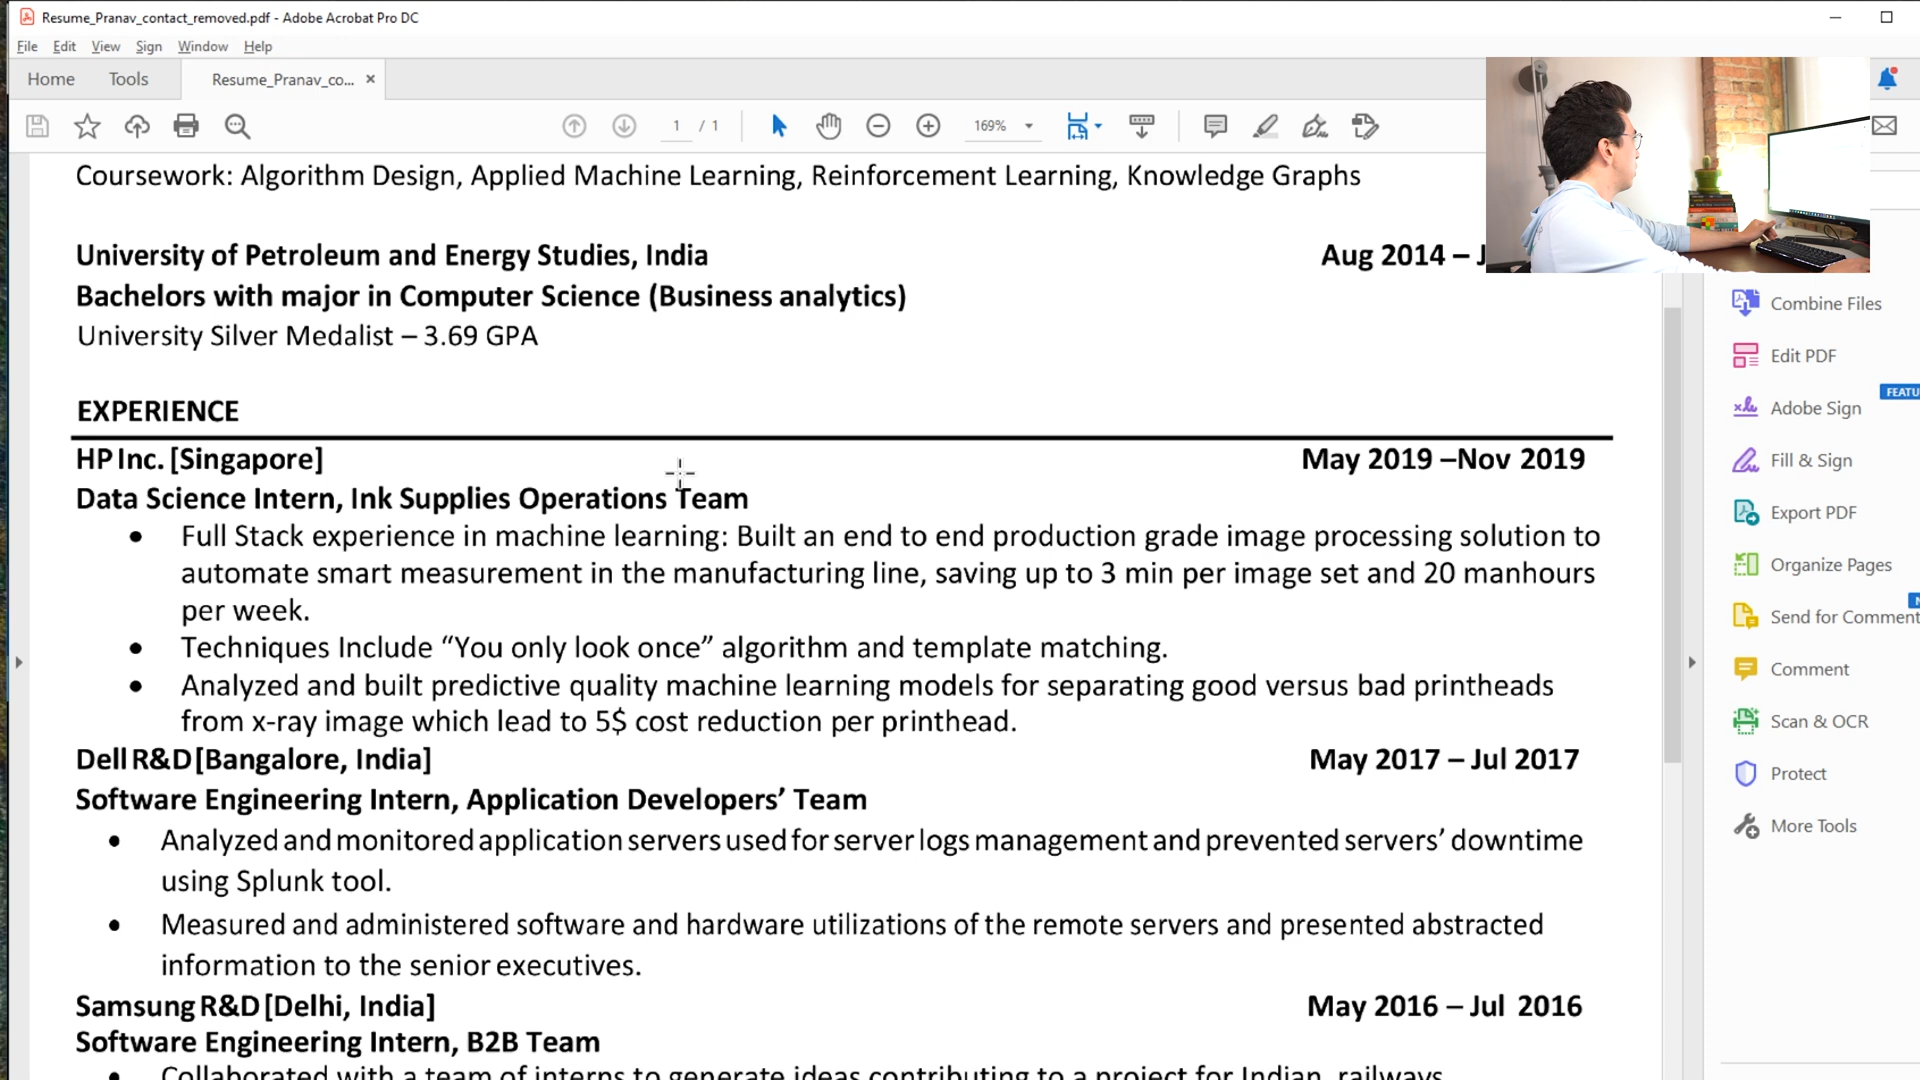 Resume_Pranav_contact_removed.pdf - Adobe Acrobat Pro DC
File Edit View Sign Window Help
Home Tools Resume_Pranav_co... ×
1 / 1 169%
Coursework: Algorithm Design, Applied Machine Learning, Reinforcement Learning, Knowledge Graphs
University of Petroleum and Energy Studies, India Aug 2014 –
Bachelors with major in Computer Science (Business analytics)
University Silver Medalist – 3.69 GPA
EXPERIENCE
HP Inc. [Singapore] May 2019 –Nov 2019
Data Science Intern, Ink Supplies Operations Team
• Full Stack experience in machine learning: Built an end to end production grade image processing solution to
automate smart measurement in the manufacturing line, saving up to 3 min per image set and 20 manhours
per week.
• Techniques Include “You only look once” algorithm and template matching.
• Analyzed and built predictive quality machine learning models for separating good versus bad printheads
from x-ray image which lead to 5$ cost reduction per printhead.
Dell R&D [Bangalore, India] May 2017 – Jul 2017
Software Engineering Intern, Application Developers’ Team
• Analyzed and monitored application servers used for server logs management and prevented servers’ downtime
using Splunk tool.
• Measured and administered software and hardware utilizations of the remote servers and presented abstracted
information to the senior executives.
Samsung R&D [Delhi, India] May 2016 – Jul 2016
Software Engineering Intern, B2B Team
• Collaborated with a team of interns to generate ideas contributing to a project for Indian railways
Combine Files
Edit PDF
FEATU
Adobe Sign
Fill & Sign
Export PDF
Organize Pages
N
Send for Comment
Comment
Scan & OCR
Protect
More Tools